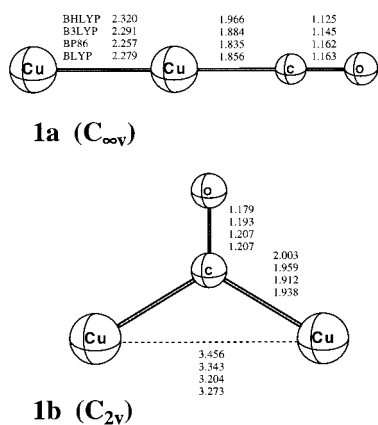 BHLYP 2.320 1.966 1.125
B3LYP 2.291 1.884 1.145
BP86 2.257 1.835 1.162
BLYP 2.279 1.856 1.163
Cu Cu C O
1a (C∞v)
O
1.179
1.193
1.207
1.207
C
2.003
1.959
1.912
1.938
Cu Cu
3.456
3.343
3.204
3.273
1b (C2v)